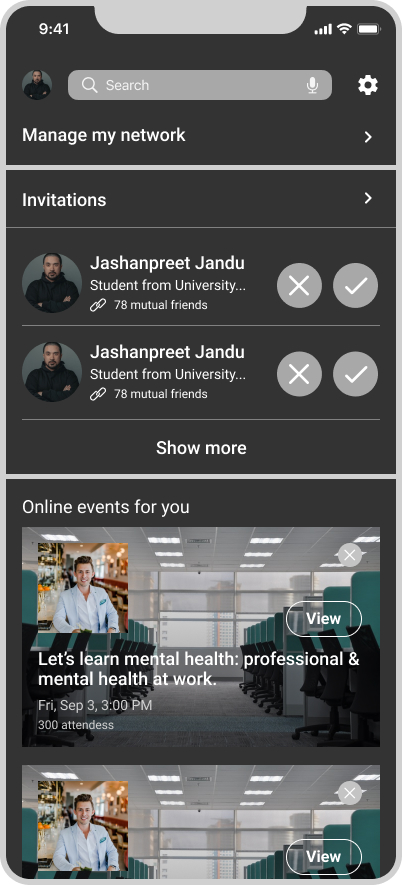 9:41
Search
Manage my network
Invitations
Jashanpreet Jandu
Student from University...
78 mutual friends
Jashanpreet Jandu
Student from University...
78 mutual friends
Show more
Online events for you
View
Let's learn mental health: professional &
mental health at work.
Fri, Sep 3, 3:00 PM
300 attendess
View